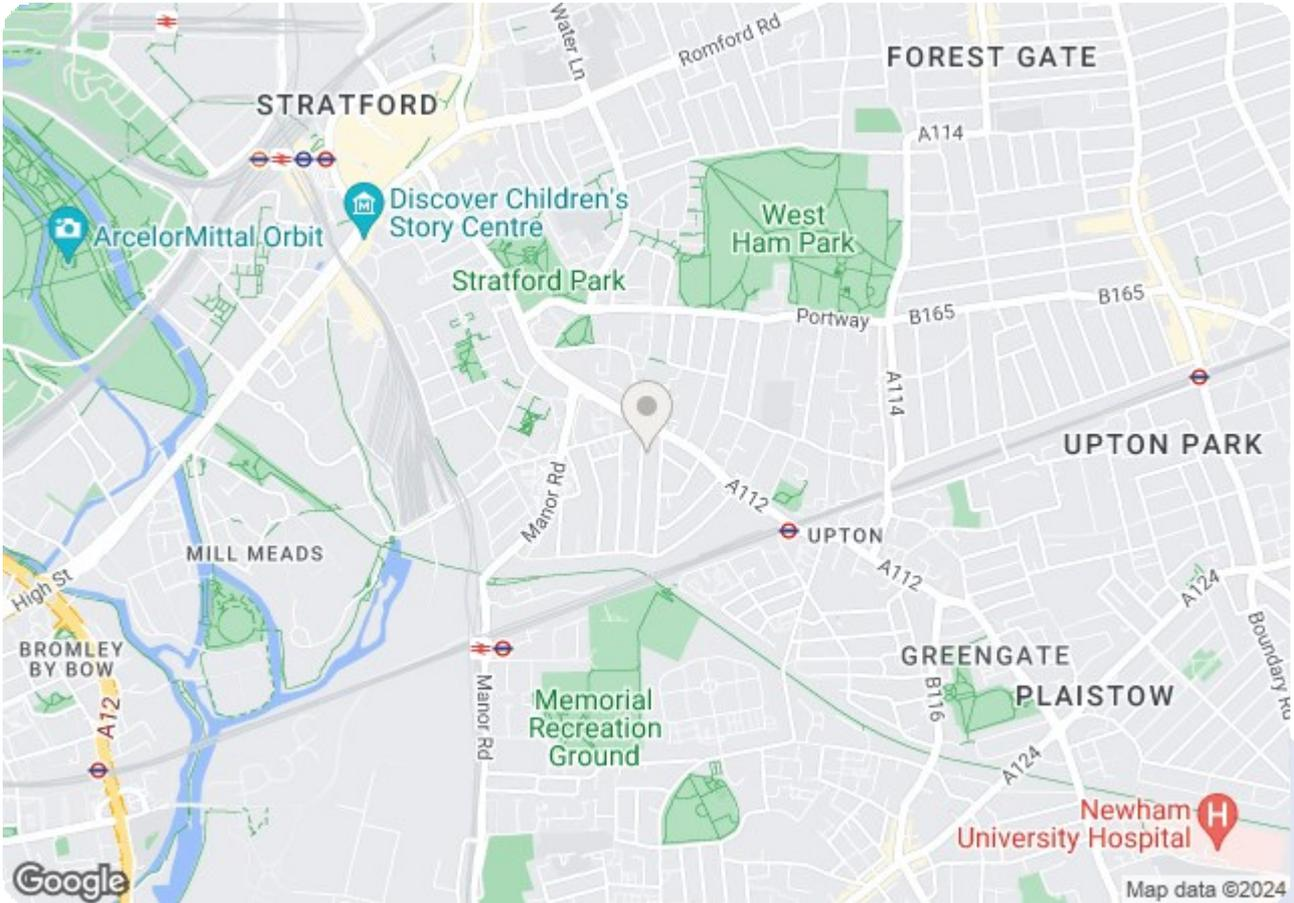 Water Ln
Romford Rd
FOREST GATE
STRATFORD
A114
Discover Children's
Story Centre
West
Ham Park
ArcelorMittal Orbit
Stratford Park
B165
Portway
B165
A114
UPTON PARK
Manor Rd
A112
UPTON
MILL MEADS
High St
A112
A124
BROMLEY
BY BOW
Boundary Rd
GREENGATE
PLAISTOW
B116
A12
Manor Rd
Memorial
Recreation
Ground
A124
Newham
University Hospital
H
Google
Map data ©2024